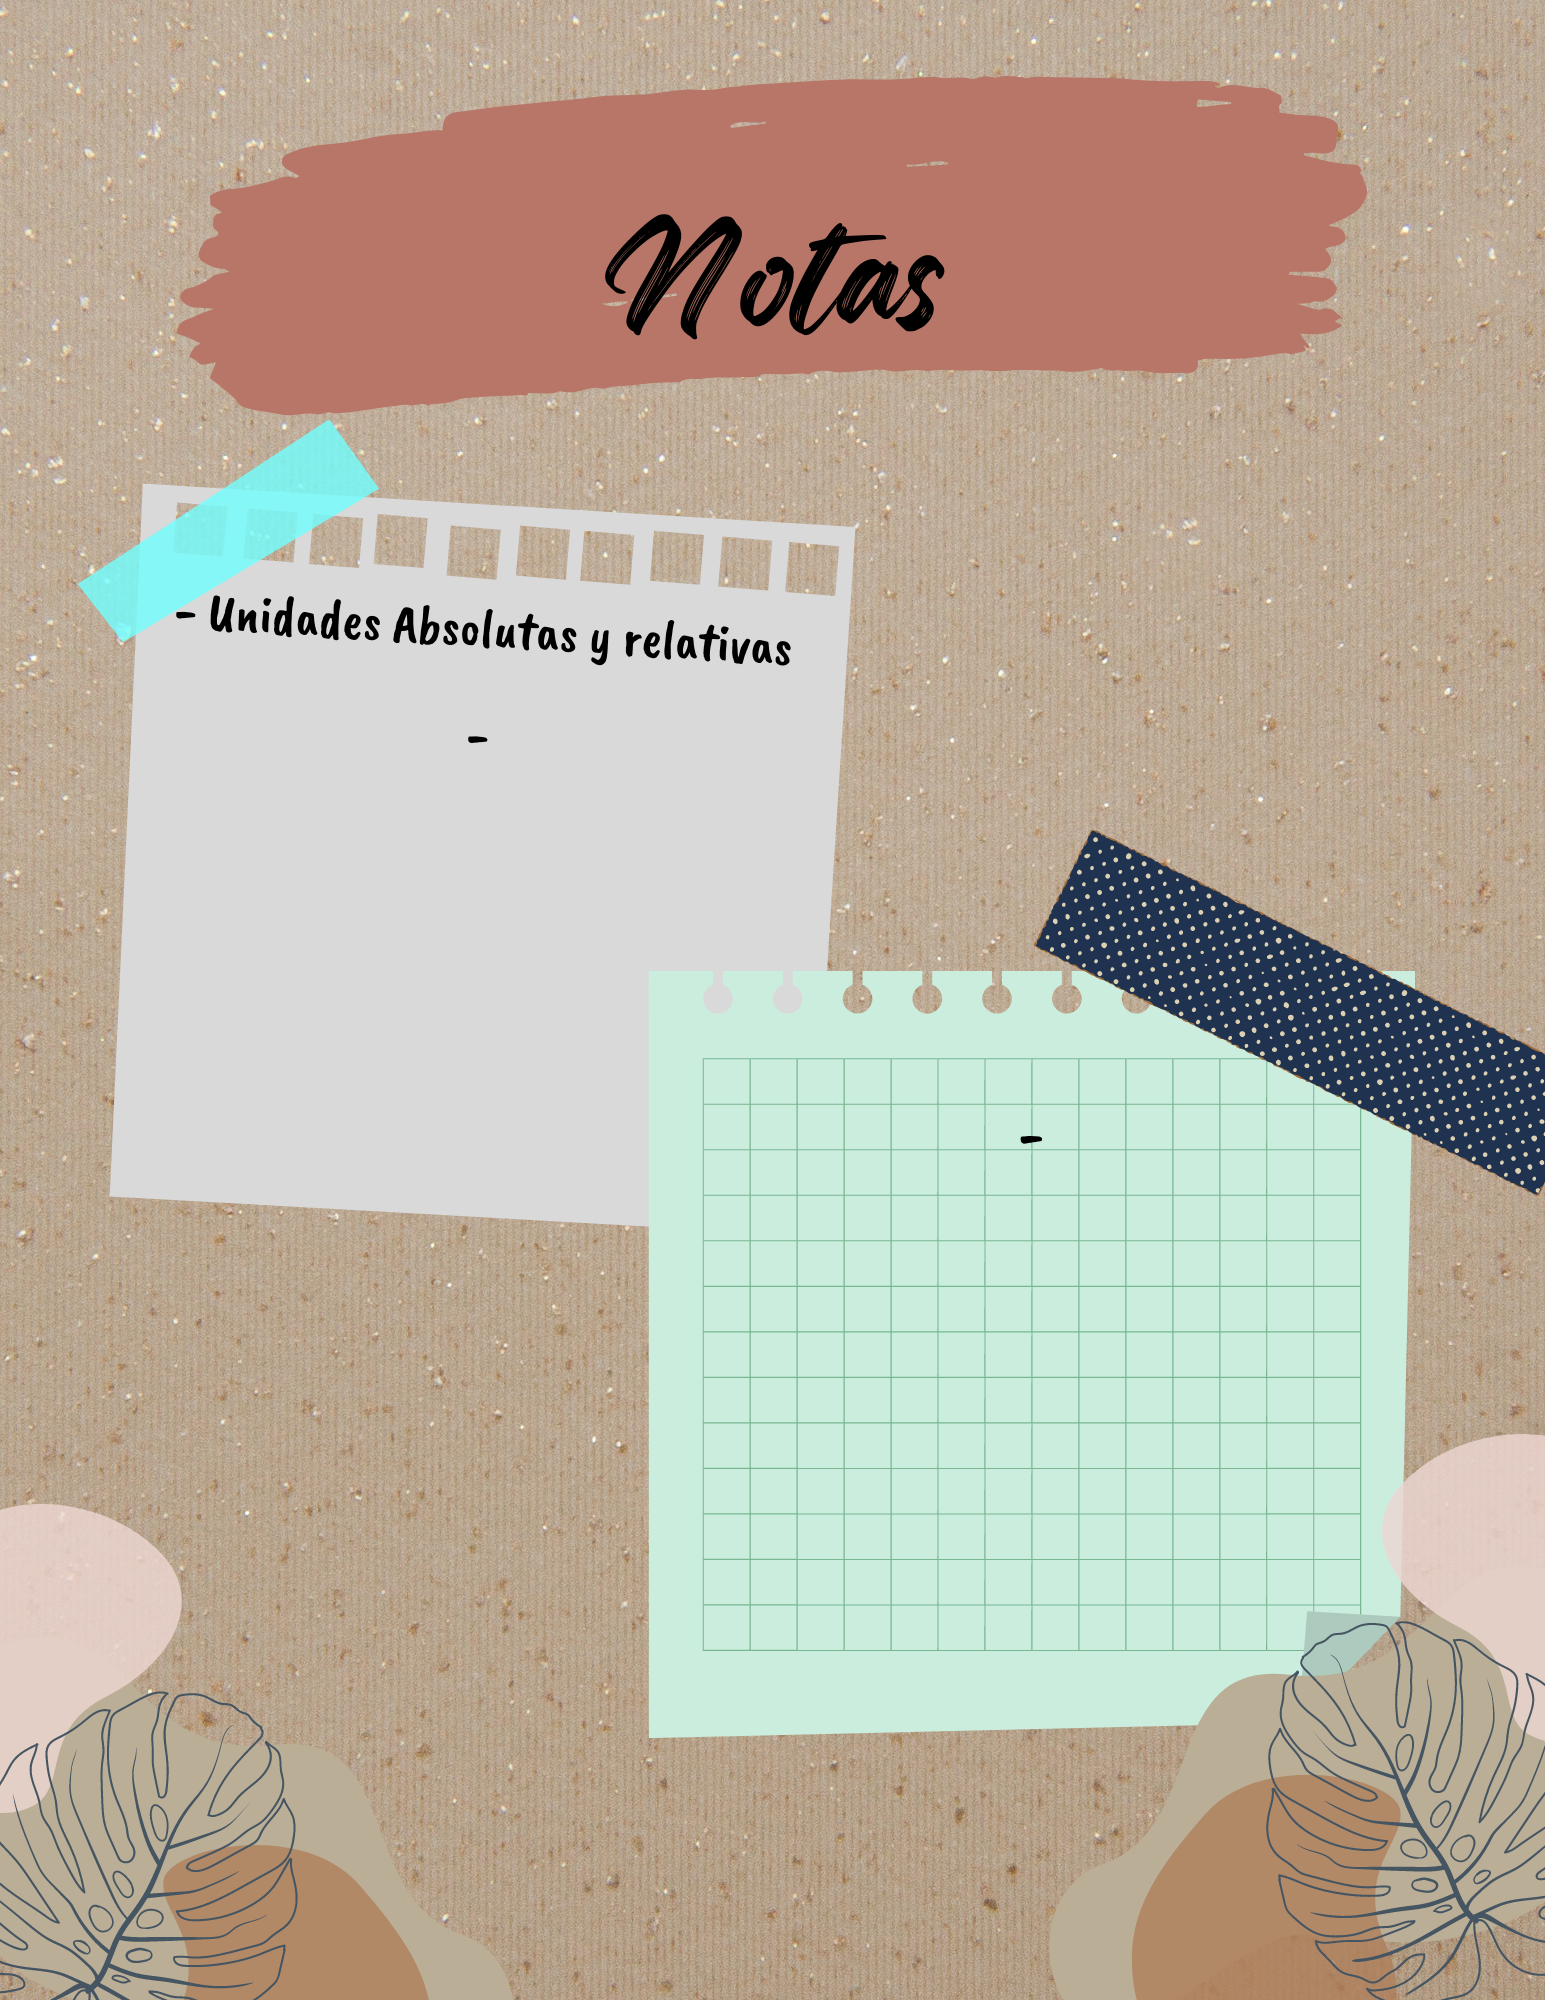 Notas
- Unidades Absolutas y relativas
-
-